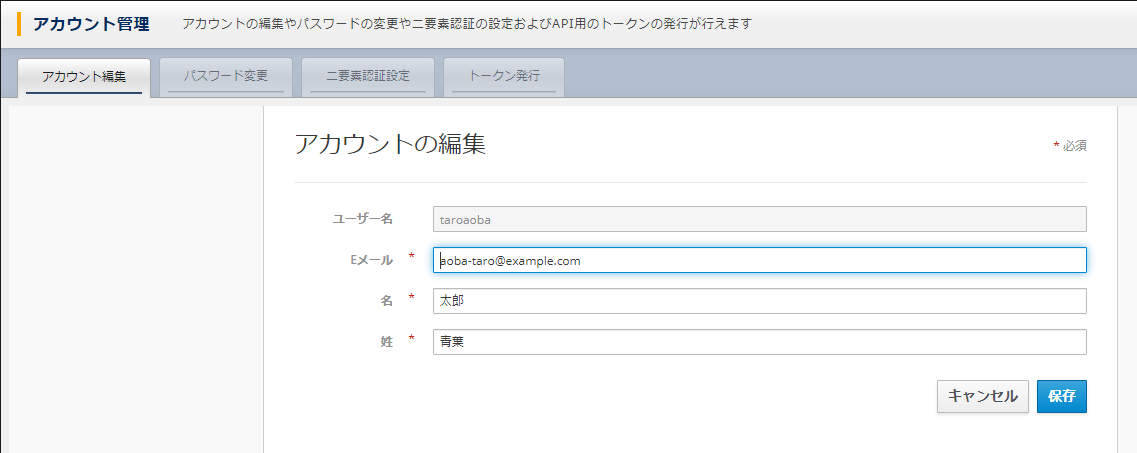 アカウント管理 アカウントの編集やパスワードの変更や二要素認証の設定およびAPI用のトークンの発行が行えます
アカウント編集 パスワード変更 二要素認証設定 トークン発行
アカウントの編集 * 必須
ユーザー名 taroaoba
Eメール * aoba-taro@example.com
名 * 太郎
姓 * 青葉
キャンセル 保存